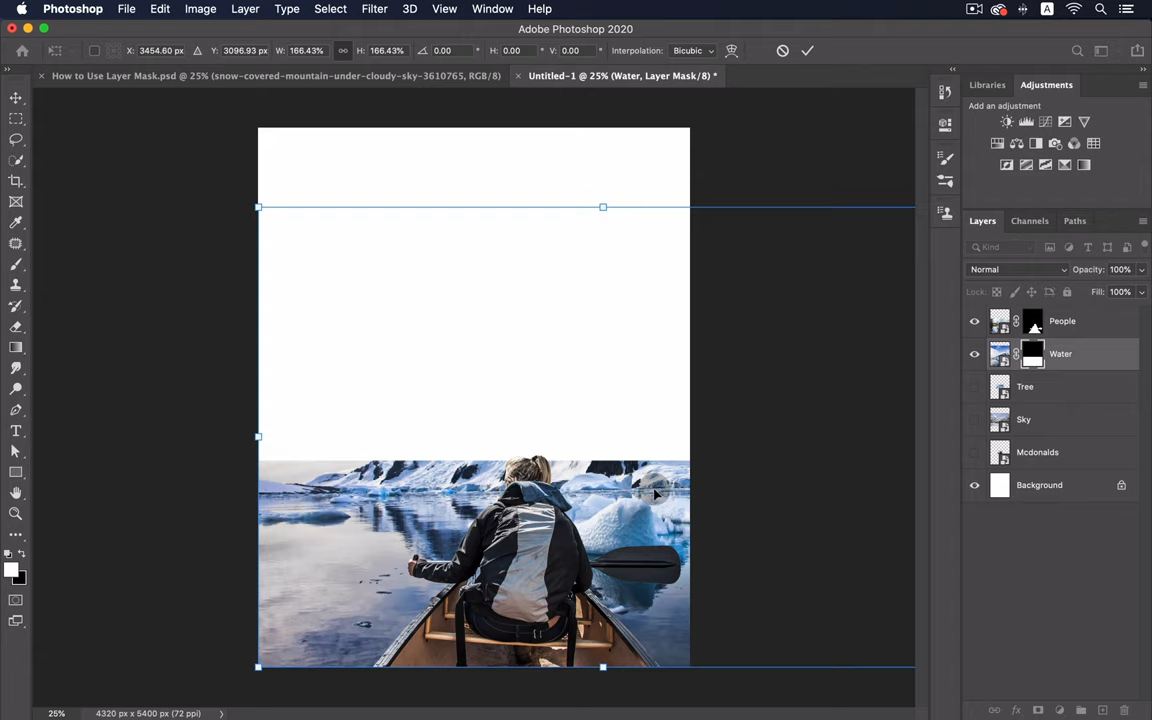 Photoshop File Edit Image Layer Type Select Filter 3D View Window Help
Adobe Photoshop 2020
X: 3454.60 px Y: 3096.93 px W: 166.43% H: 166.43% 0.00 ° H: 0.00 ° V: 0.00 ° Interpolation: Bicubic
× How to Use Layer Mask.psd @ 25% (snow-covered-mountain-under-cloudy-sky-3610765, RGB/8) × Untitled-1 @ 25% (Water, Layer Mask/8) *
Libraries Adjustments
Add an adjustment
Layers Channels Paths
Kind
Normal Opacity: 100%
Lock: Fill: 100%
People
Water
Tree
Sky
Mcdonalds
Background
25% 4320 px x 5400 px (72 ppi)